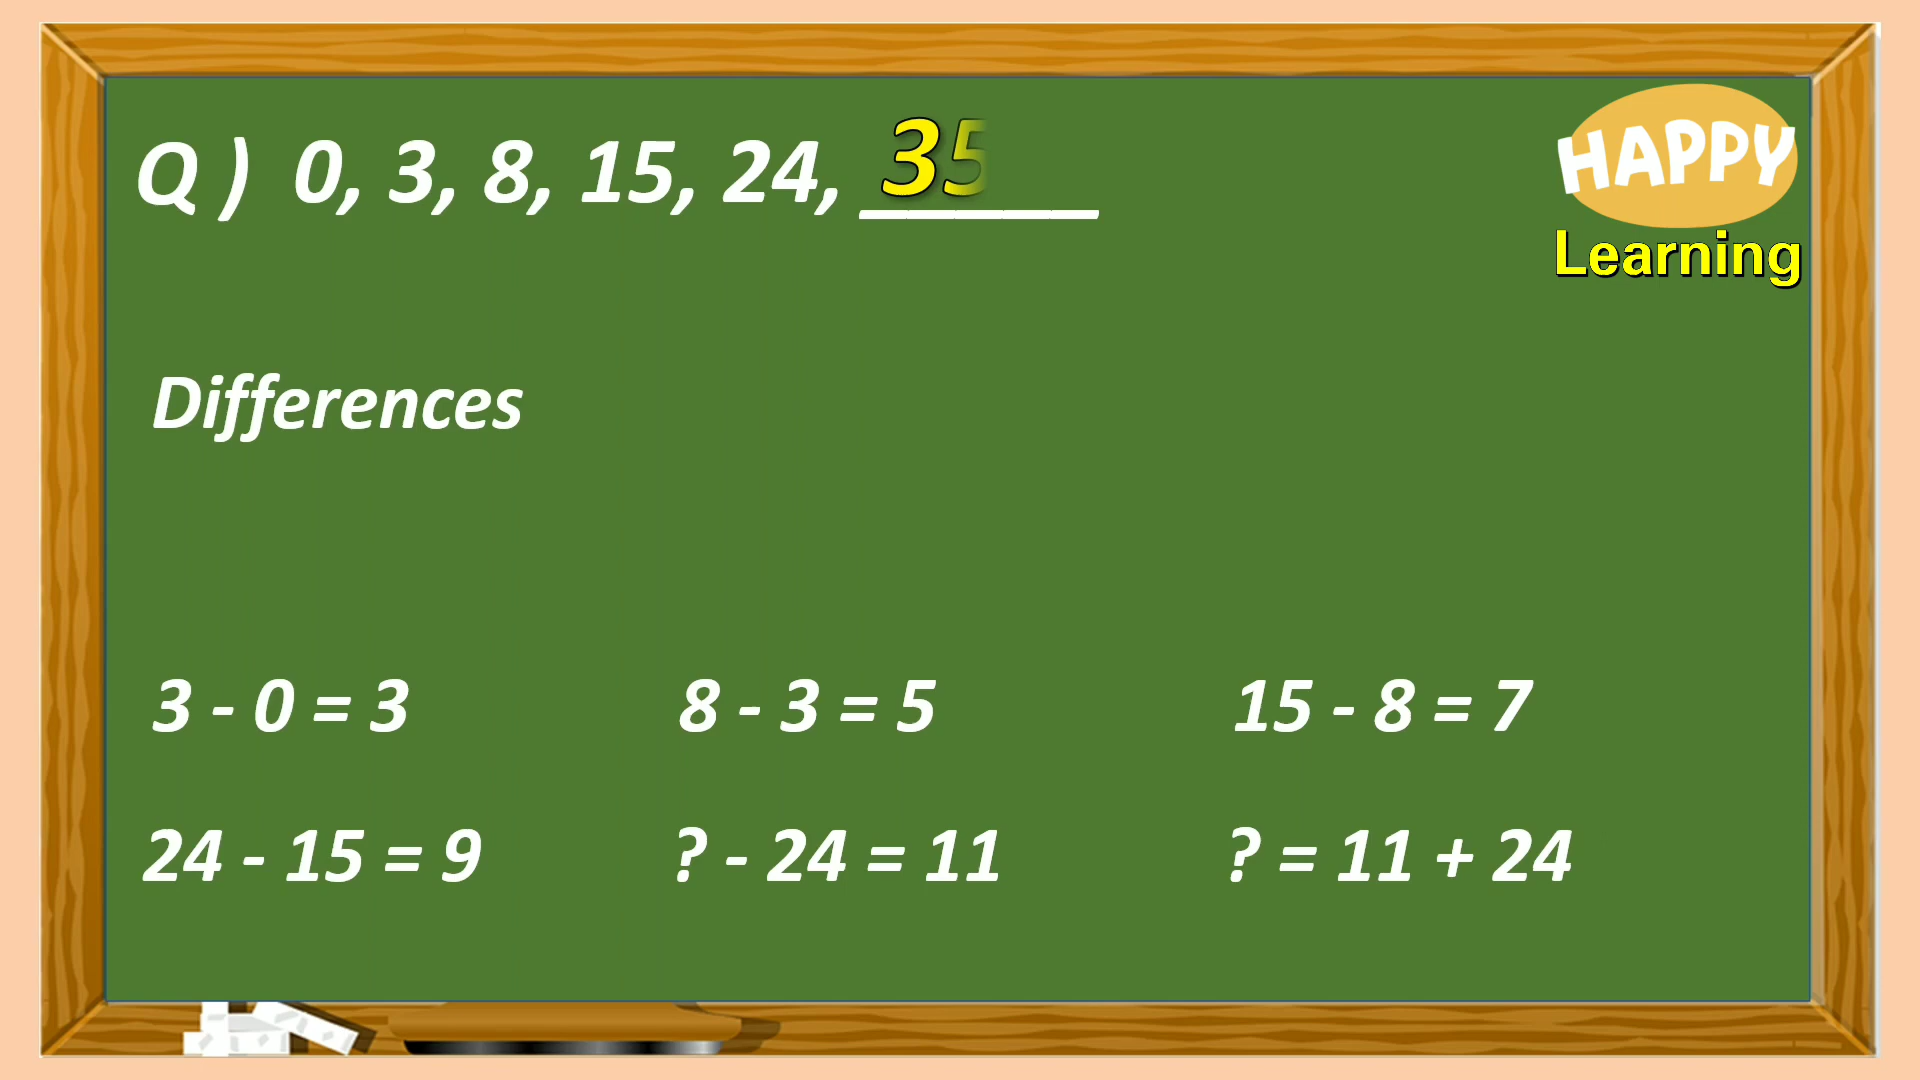 Q ) 0, 3, 8, 15, 24, 35
HAPPY
Learning
Differences
3 - 0 = 3 8 - 3 = 5 15 - 8 = 7
24 - 15 = 9 ? - 24 = 11 ? = 11 + 24